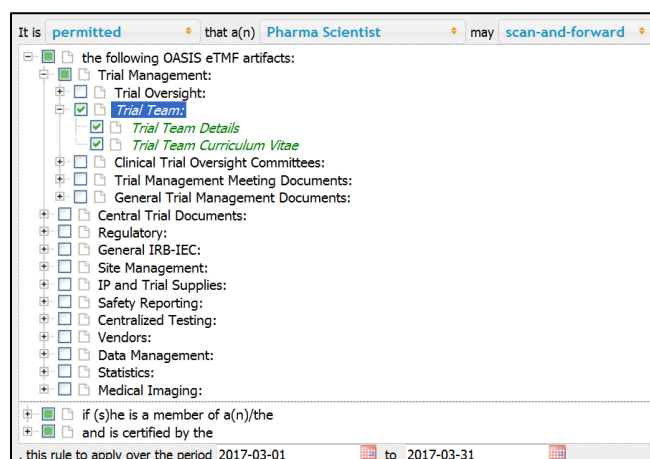 It is permitted that a(n) Pharma Scientist may scan-and-forward
the following OASIS eTMF artifacts:
Trial Management:
Trial Oversight:
Trial Team:
Trial Team Details
Trial Team Curriculum Vitae
Clinical Trial Oversight Committees:
Trial Management Meeting Documents:
General Trial Management Documents:
Central Trial Documents:
Regulatory:
General IRB-IEC:
Site Management:
IP and Trial Supplies:
Safety Reporting:
Centralized Testing:
Vendors:
Data Management:
Statistics:
Medical Imaging:
if (s)he is a member of a(n)/the
and is certified by the
, this rule to apply over the period 2017-03-01 to 2017-03-31